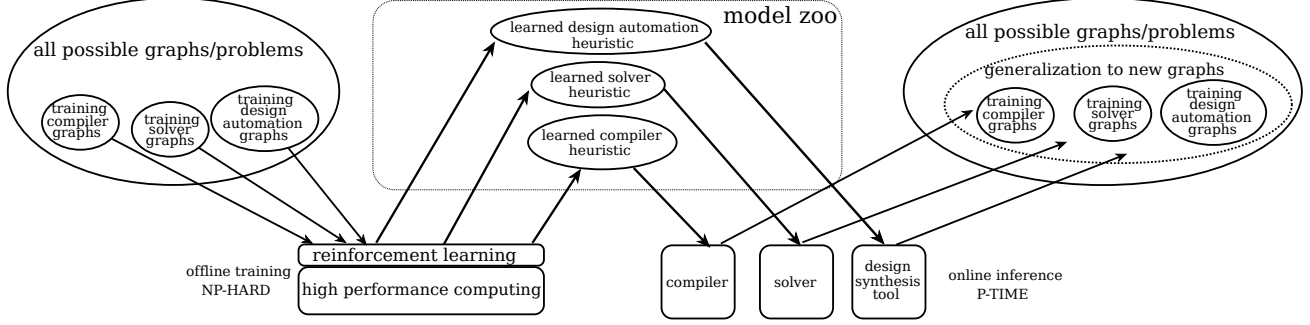 all possible graphs/problems
training
compiler
graphs
training
solver
graphs
training
design
automation
graphs
model zoo
learned design automation
heuristic
learned solver
heuristic
learned compiler
heuristic
all possible graphs/problems
generalization to new graphs
training
compiler
graphs
training
solver
graphs
training
design
automation
graphs
offline training
NP-HARD
reinforcement learning
high performance computing
compiler
solver
design
synthesis
tool
online inference
P-TIME